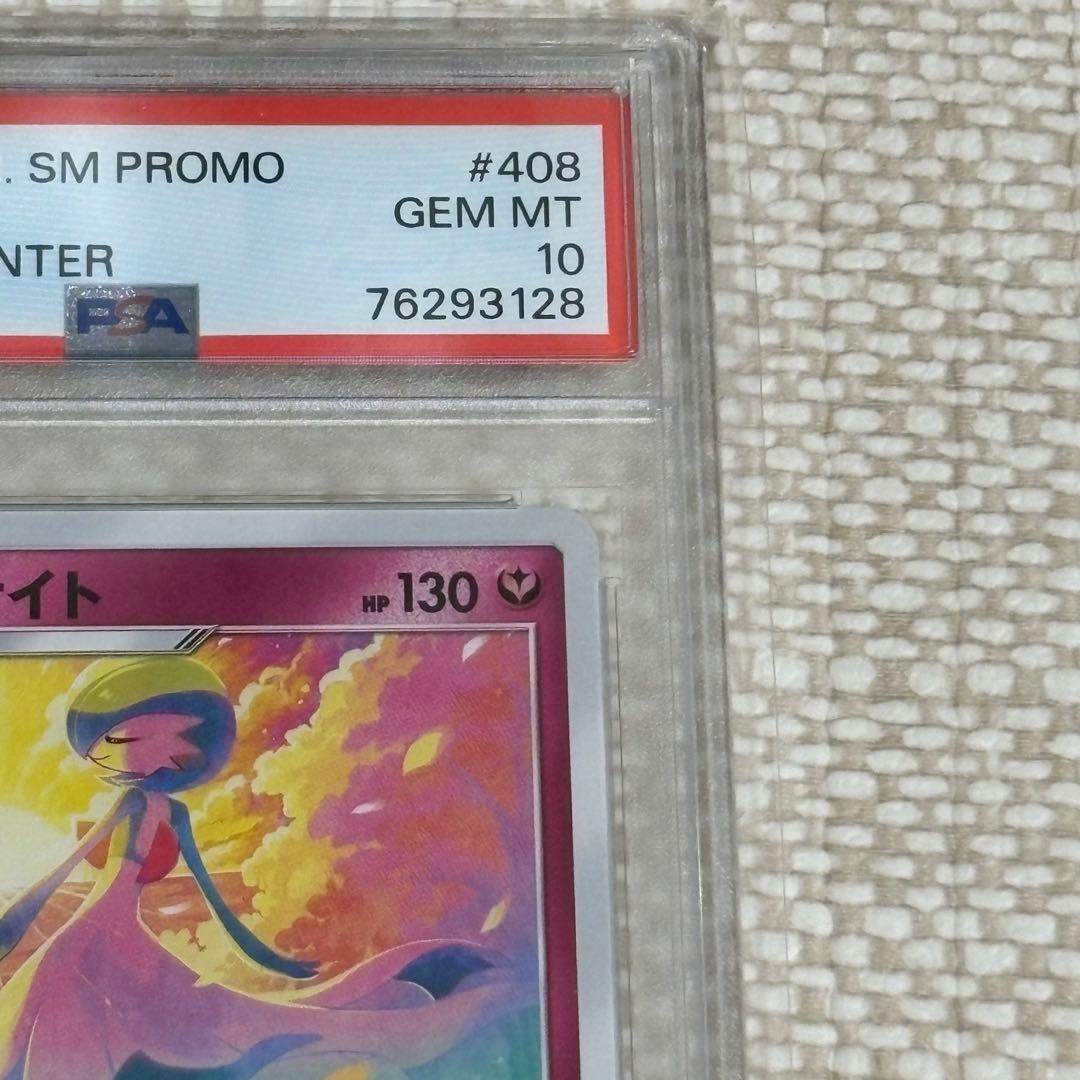 . SM PROMO #408
GEM MT
NTER 10
PSA 76293128
イト HP 130